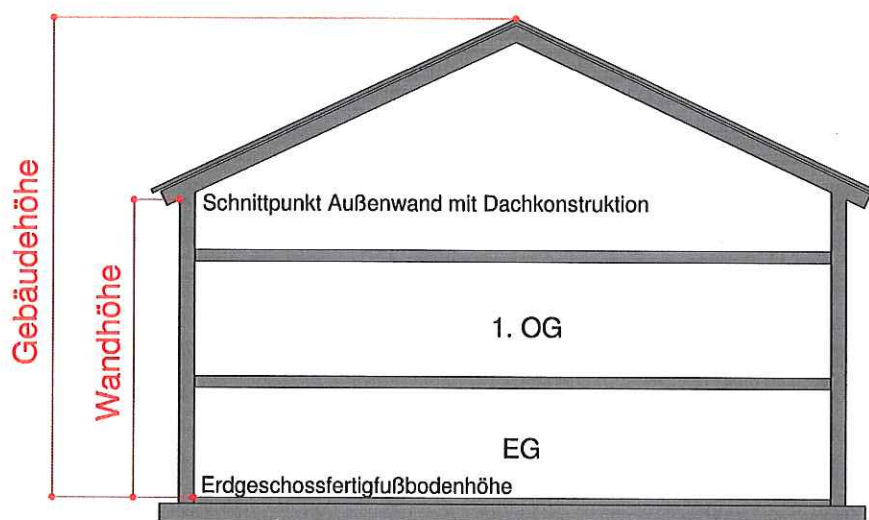 Gebäudehöhe
Wandhöhe
Schnittpunkt Außenwand mit Dachkonstruktion
1. OG
EG
Erdgeschossfertigfußbodenhöhe